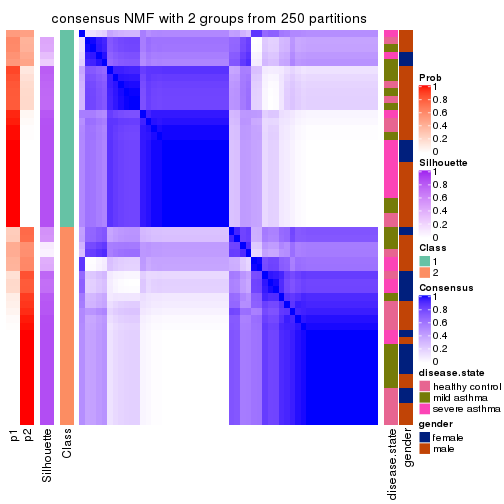 consensus NMF with 2 groups from 250 partitions
Prob
1
0.8
0.6
0.4
0.2
0
Silhouette
1
0.8
0.6
0.4
0.2
0
Class
1
2
Consensus
1
0.8
0.6
0.4
0.2
0
disease.state
healthy control
mild asthma
severe asthma
gender
female
male
p1
p2
Silhouette
Class
disease.state
gender